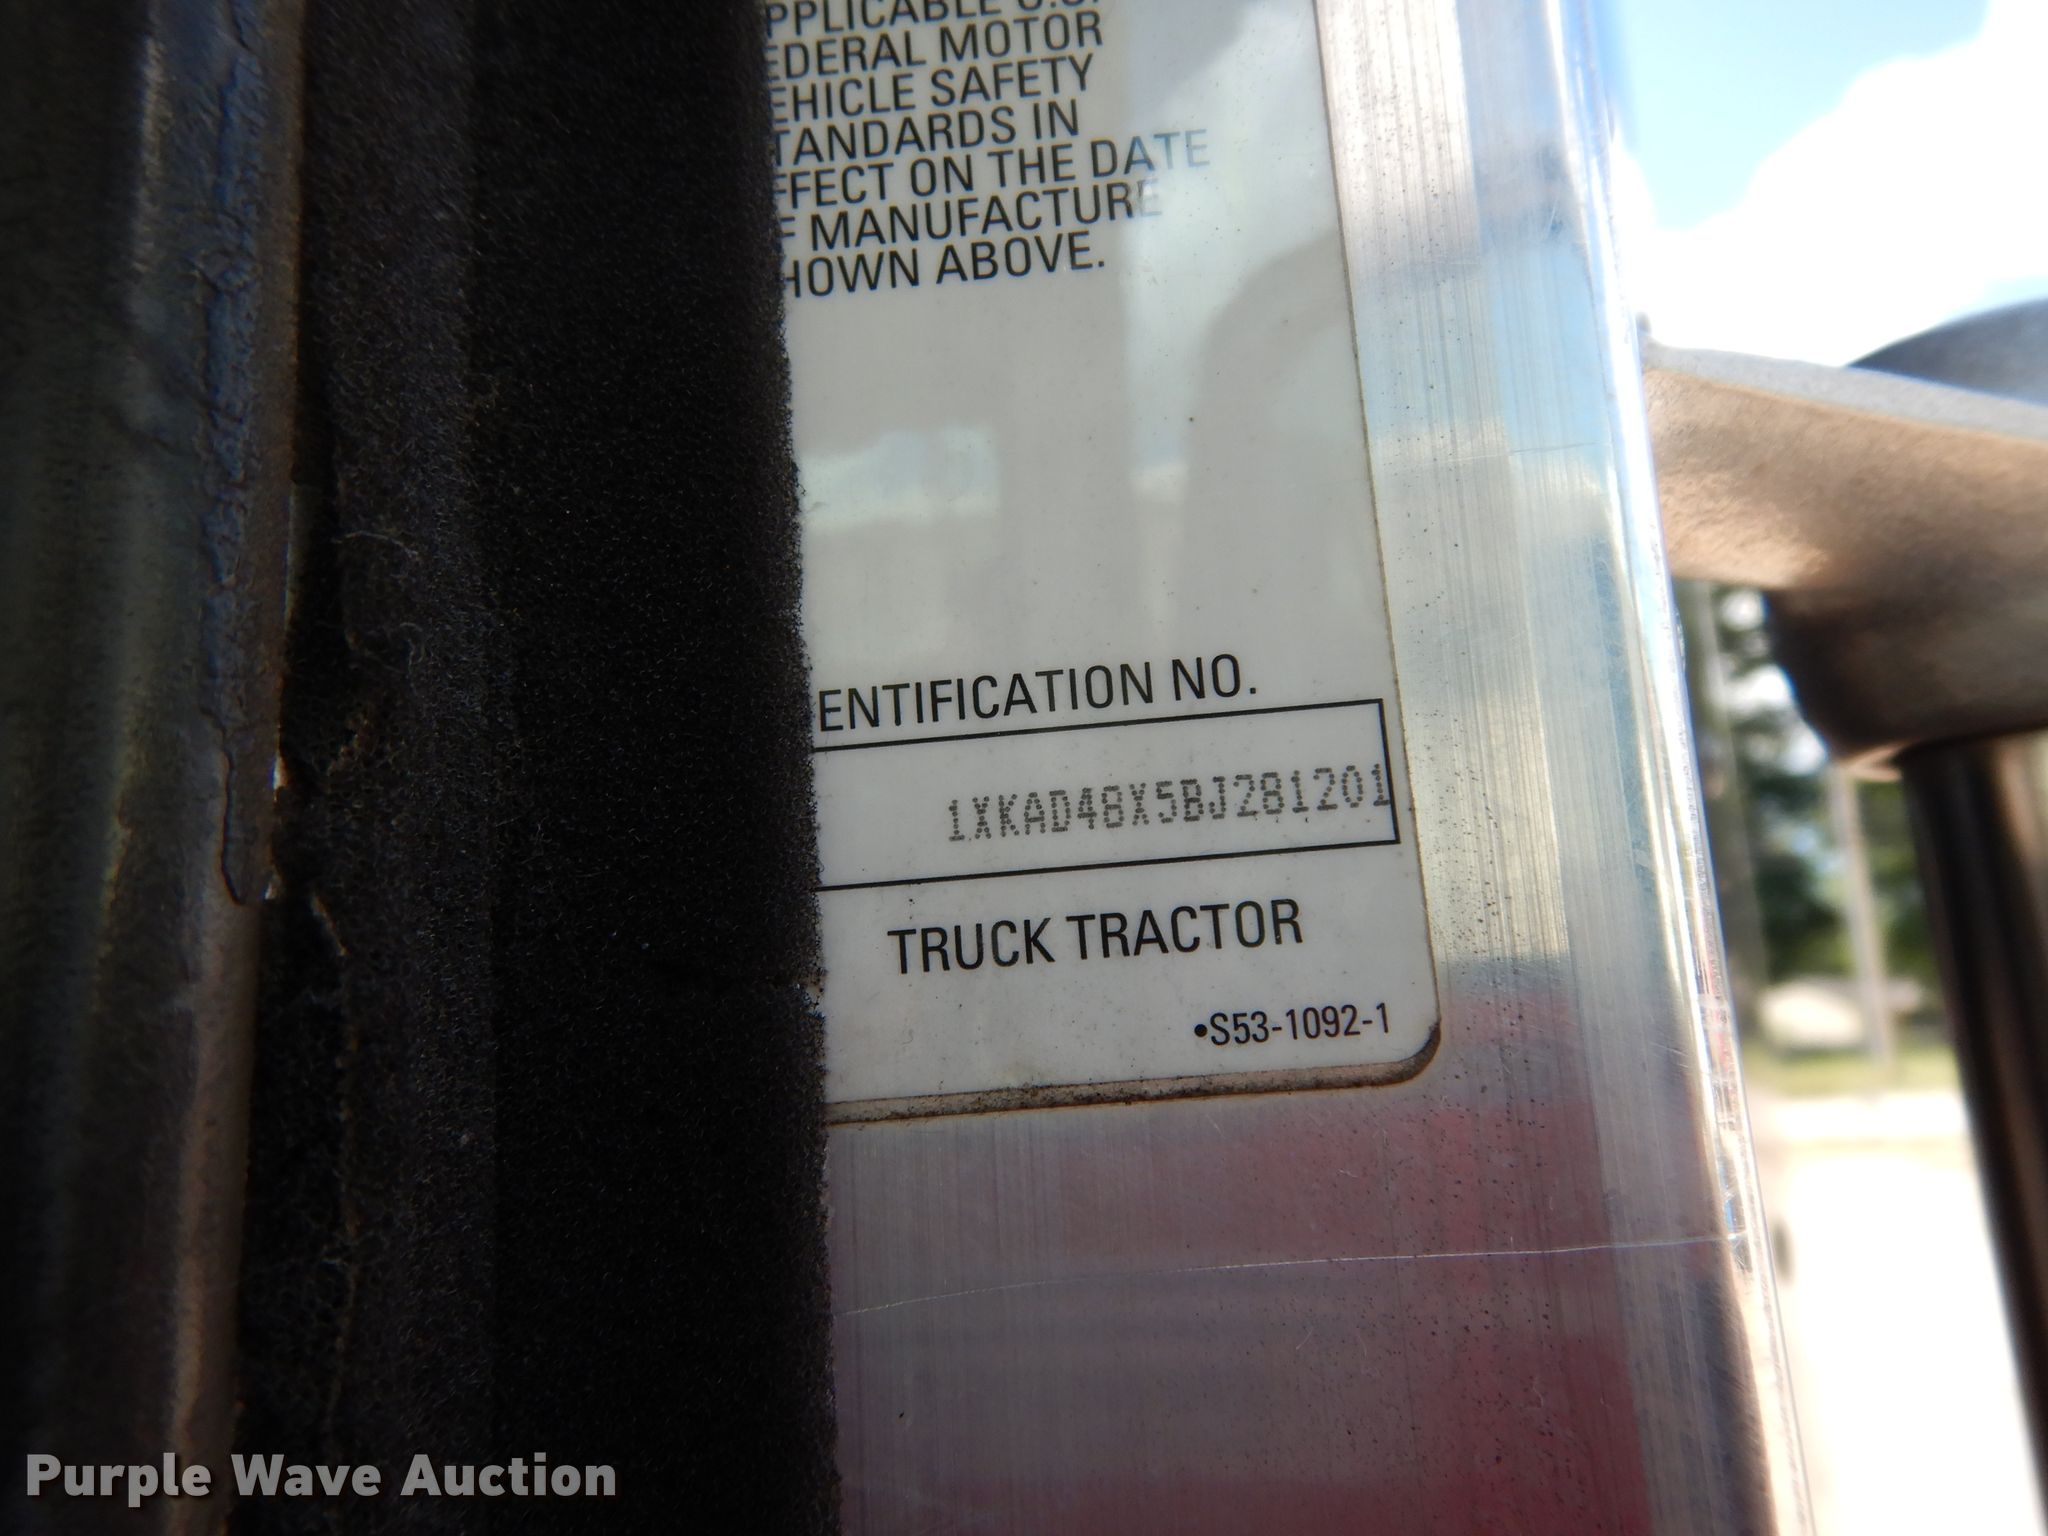 PPLICABLE U.S.
EDERAL MOTOR
EHICLE SAFETY
TANDARDS IN
FFECT ON THE DATE
F MANUFACTURE
HOWN ABOVE.
ENTIFICATION NO.
1XKAD48X5BJ281201
TRUCK TRACTOR
•S53-1092-1
Purple Wave Auction